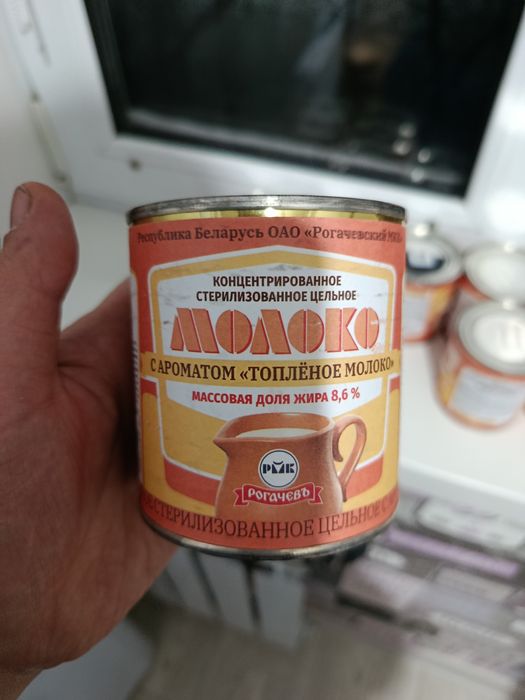 Республика Беларусь ОАО «Рогачевский МКК»
КОНЦЕНТРИРОВАННОЕ
СТЕРИЛИЗОВАННОЕ ЦЕЛЬНОЕ
МОЛОКО
С АРОМАТОМ «ТОПЛЁНОЕ МОЛОКО»
МАССОВАЯ ДОЛЯ ЖИРА 8,6 %
РМК
РОГАЧЕВЪ
СТЕРИЛИЗОВАННОЕ ЦЕЛЬНОЕ С